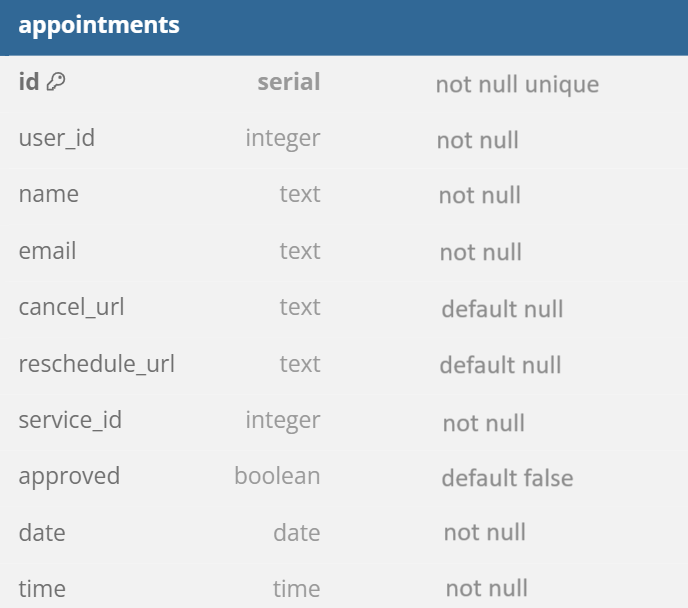 appointments
id serial not null unique
user_id integer not null
name text not null
email text not null
cancel_url text default null
reschedule_url text default null
service_id integer not null
approved boolean default false
date date not null
time time not null